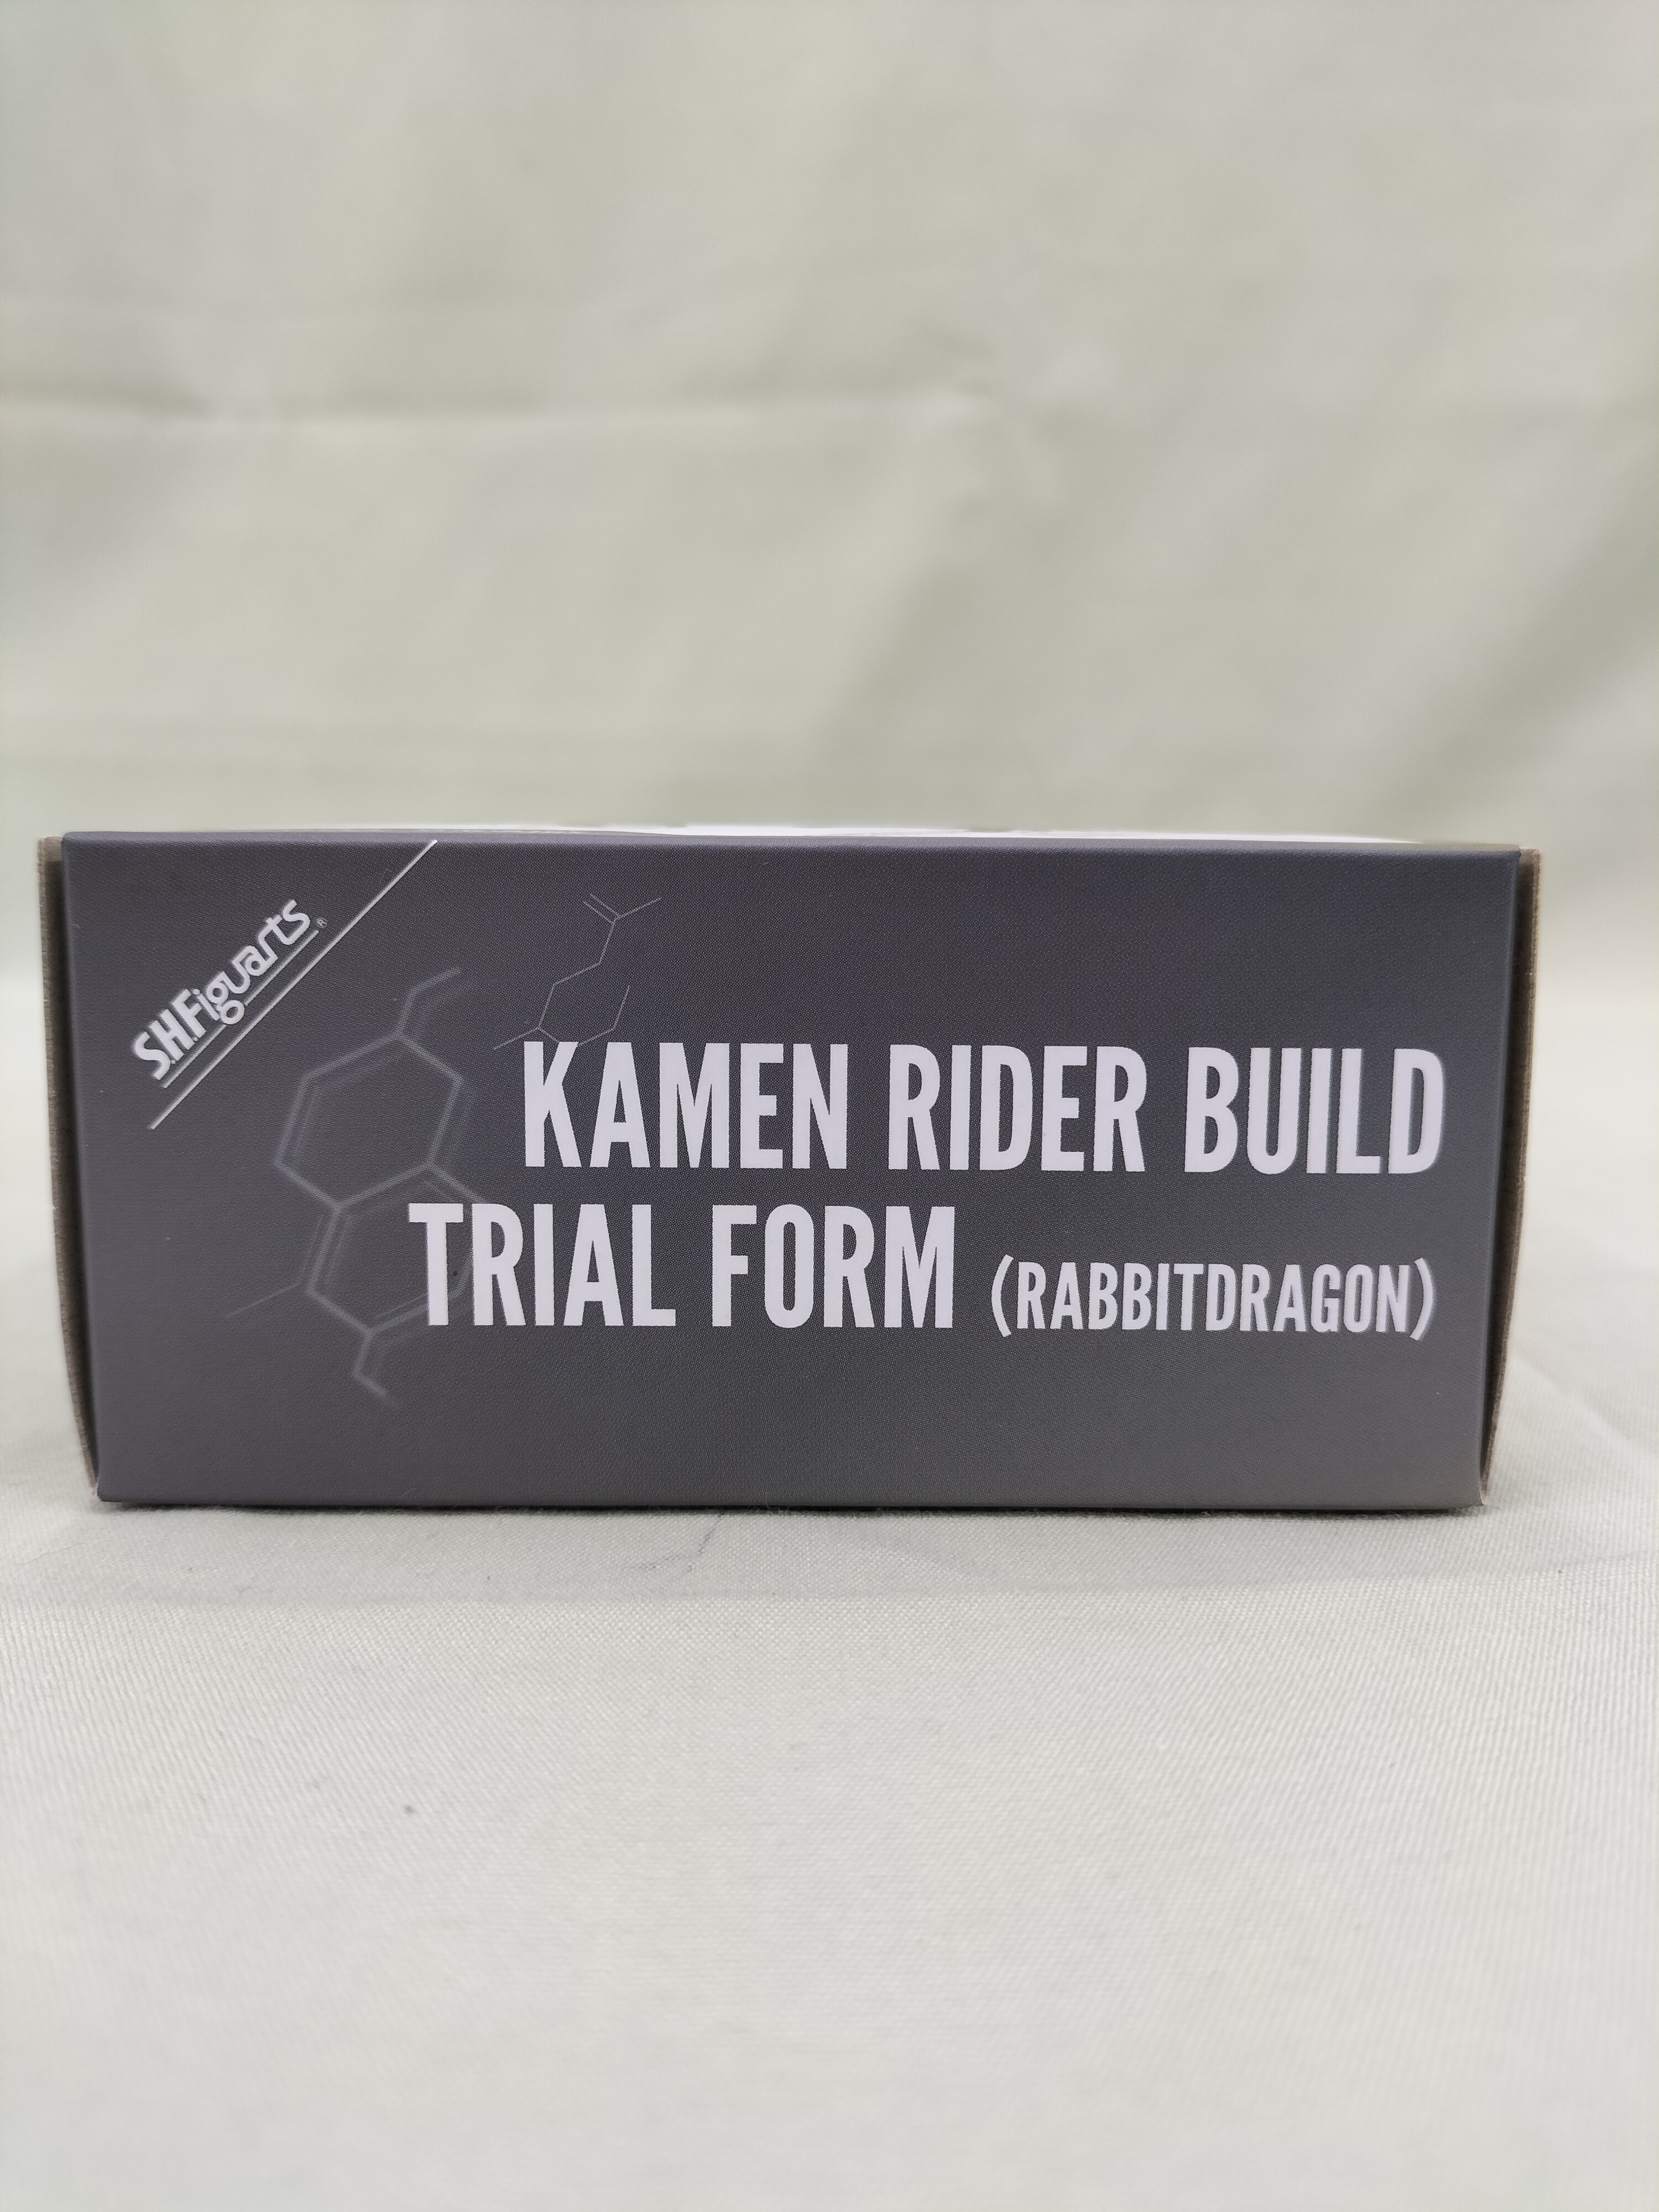 S.H.Figuarts®
KAMEN RIDER BUILD
TRIAL FORM (RABBITDRAGON)